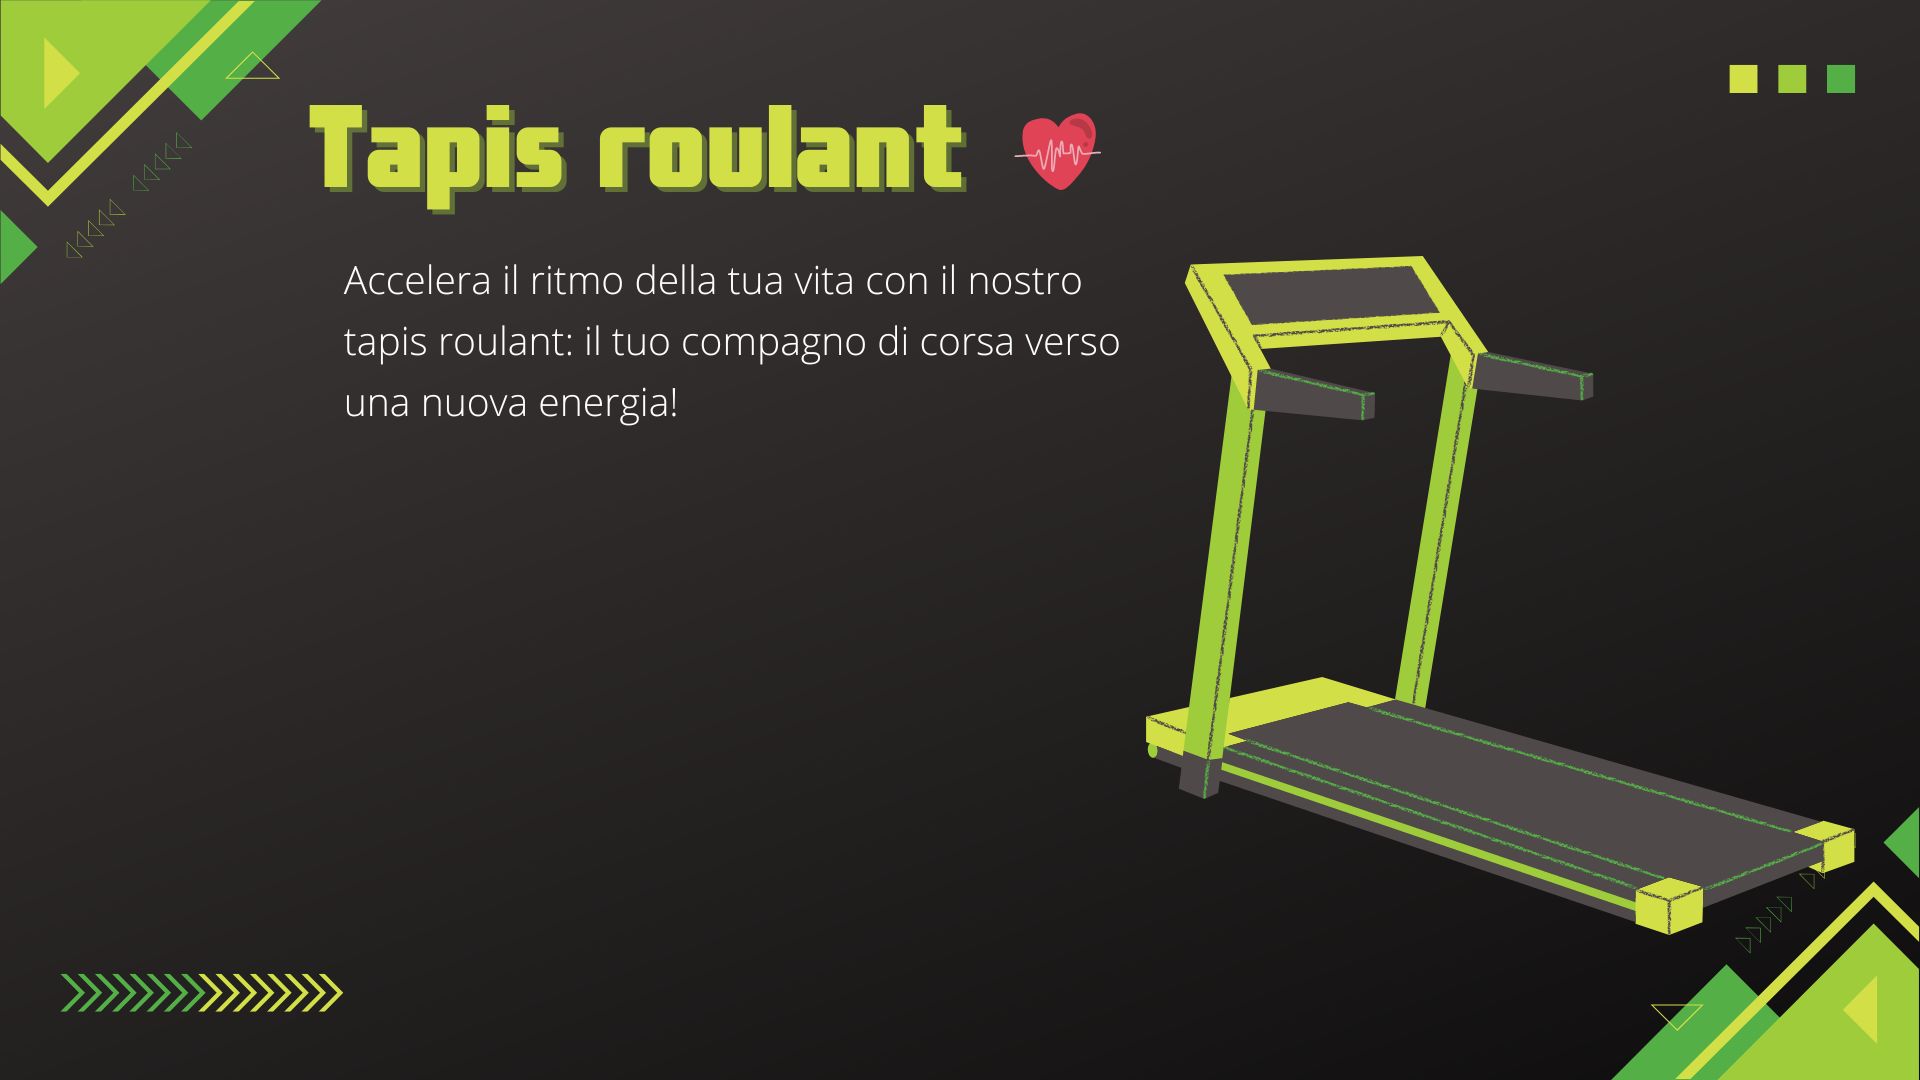 Tapis roulant
Accelera il ritmo della tua vita con il nostro
tapis roulant: il tuo compagno di corsa verso
una nuova energia!